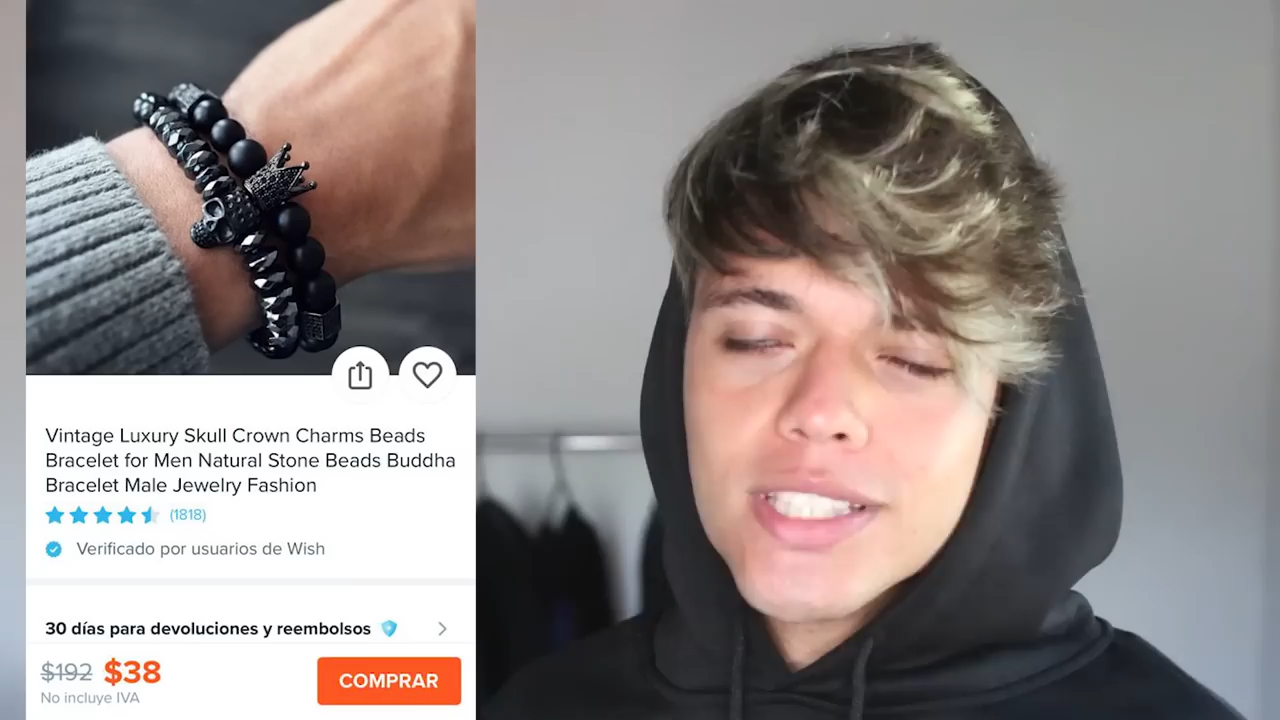 Vintage Luxury Skull Crown Charms Beads
Bracelet for Men Natural Stone Beads Buddha
Bracelet Male Jewelry Fashion
(1818)
Verificado por usuarios de Wish
30 días para devoluciones y reembolsos
$192 $38
No incluye IVA
COMPRAR